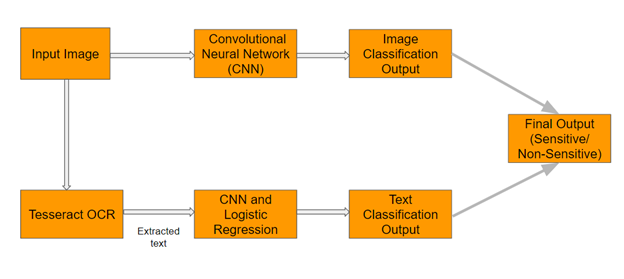 Input Image
Convolutional
Neural Network
(CNN)
Image
Classification
Output
Final Output
(Sensitive/
Non-Sensitive)
Tesseract OCR
Extracted
text
CNN and
Logistic
Regression
Text
Classification
Output